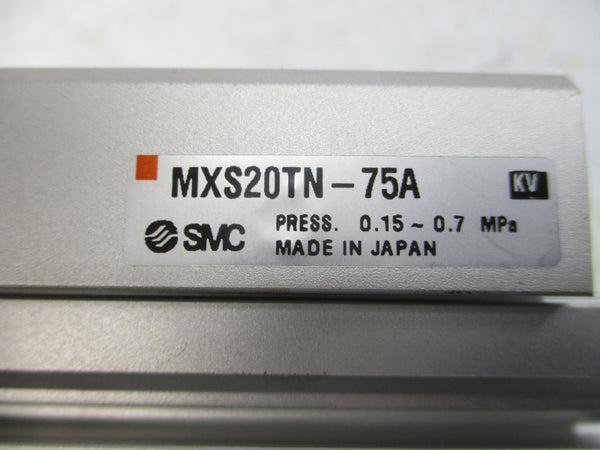 MXS20TN-75A KV
SMC PRESS. 0.15~0.7 MPa
MADE IN JAPAN